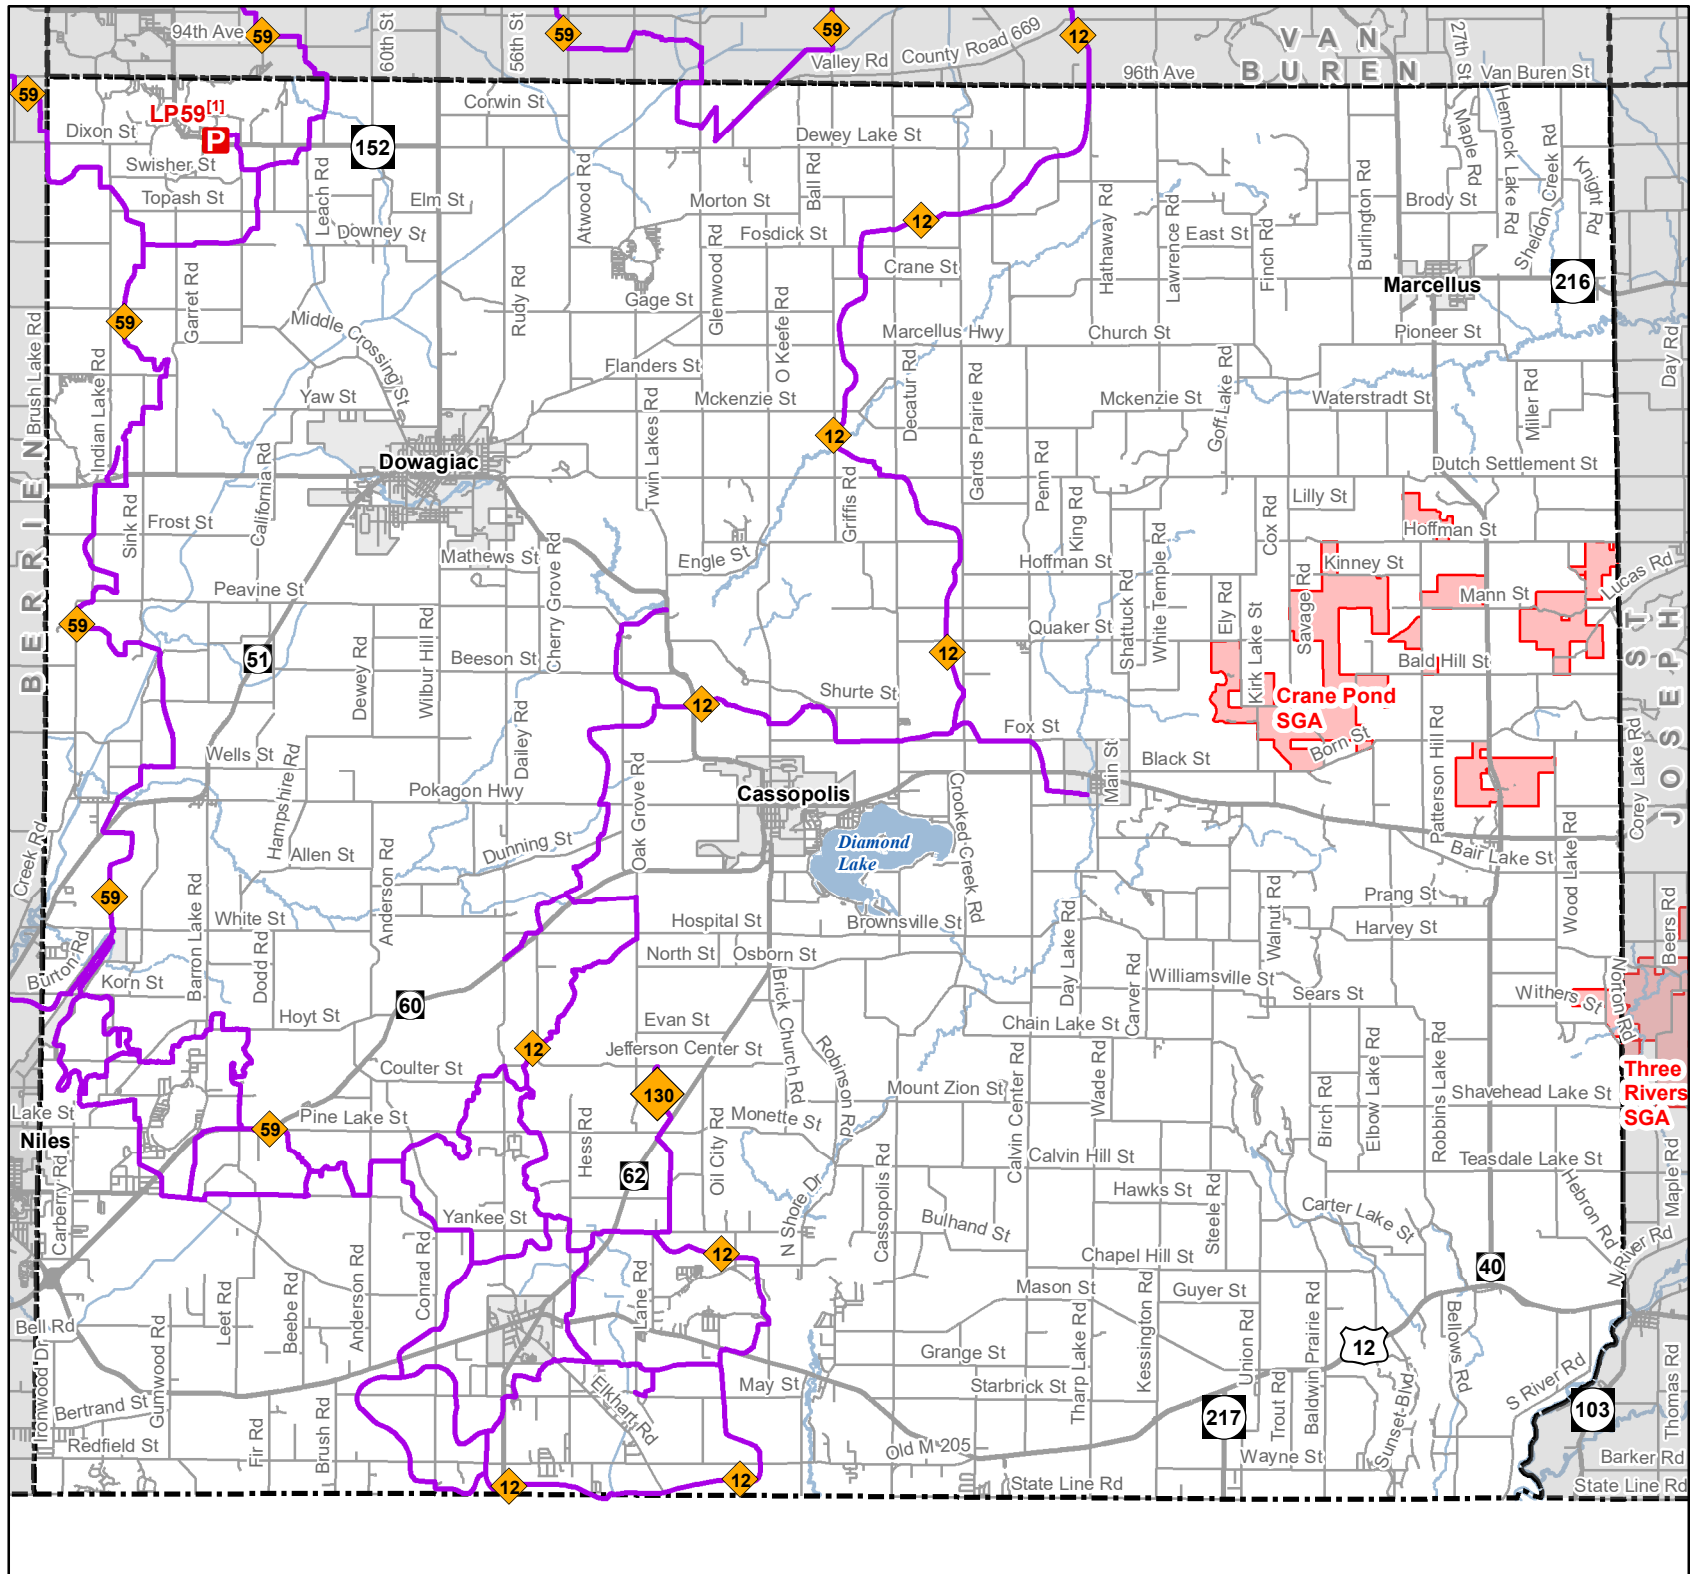 94th Ave
59
60th St
56th St
59
59
Valley Rd
County Road 669
12
96th Ave
VAN
BUREN
27th St
Van Buren St
59
LP59[1]
P
Dixon St
Swisher St
Topash St
Leach Rd
152
Corwin St
Elm St
Downey St
Atwood Rd
Dewey Lake St
Ball Rd
Morton St
Fosdick St
12
Crane St
Hathaway Rd
Lawrence Rd
East St
Finch Rd
Burlington Rd
Maple Rd
Hemlock Lake Rd
Sheldon Creek Rd
Knight Rd
Brody St
Marcellus
216
Garret Rd
59
Rudy Rd
Gage St
Glenwood Rd
O Keefe Rd
Marcellus Hwy
Church St
Pioneer St
Day Rd
Brush Lake Rd
Indian Lake Rd
Middle Crossing St
Yaw St
Flanders St
Mckenzie St
Decatur Rd
Gards Prairie Rd
Mckenzie St
Goff Lake Rd
Waterstradt St
Miller Rd
BERRIEN
Dowagiac
12
Twin Lakes Rd
Griffis Rd
Penn Rd
King Rd
Dutch Settlement St
Lilly St
Cox Rd
Hoffman St
Sink Rd
Frost St
California Rd
Mathews St
Cherry Grove Rd
Engle St
Hoffman St
Shattuck Rd
White Temple Rd
Kinney St
Lucas Rd
Peavine St
Mann St
Ely Rd
Kirk Lake St
Savage Rd
59
51
Dewey Rd
Wilbur Hill Rd
Beeson St
Quaker St
12
Bald Hill St
ST
JOSEPH
12
Shurte St
Crane Pond
SGA
Born St
Fox St
Wells St
Hampshire Rd
Dailey Rd
Oak Grove Rd
Black St
Main St
Patterson Hill Rd
Corey Lake Rd
Pokagon Hwy
Cassopolis
Crooked Creek Rd
Creek Rd
Allen St
Dunning St
Diamond
Lake
Bair Lake St
Wood Lake Rd
59
Barron Lake Rd
White St
Anderson Rd
Hospital St
Brownsville St
Walnut Rd
Prang St
Harvey St
Beers Rd
Burton Rd
Korn St
Dodd Rd
North St
Osborn St
Day Lake Rd
Carver Rd
Williamsville St
Sears St
Withers St
Norton Rd
60
Hoyt St
Brick Church Rd
Evan St
Chain Lake St
12
Jefferson Center St
Robinson Rd
Coulter St
Calvin Center Rd
Wade Rd
Birch Rd
Elbow Lake Rd
Robbins Lake Rd
Three
Rivers
SGA
130
Mount Zion St
Shavehead Lake St
Lake St
Niles
Pine Lake St
59
Monette St
Hess Rd
Oil City Rd
62
Calvin Hill St
Teasdale Lake St
Carberry Rd
Cassopolis Rd
Hawks St
Steele Rd
Hebron Rd
Maple Rd
Yankee St
N Shore Dr
Bulhand St
Carter Lake St
N River Rd
Conrad Rd
12
Chapel Hill St
40
Leet Rd
Beebe Rd
Anderson Rd
Lane Rd
Mason St
Guyer St
Bell Rd
Gumwood Rd
Tharp Lake Rd
Kessington Rd
Union Rd
Baldwin Prairie Rd
12
Bellows Rd
Ironwood Dr
Grange St
Starbrick St
May St
Elkhart Rd
Bertrand St
Redfield St
Fir Rd
Brush Rd
217
Trout Rd
Sunset Blvd
S River Rd
103
Thomas Rd
Old M 205
Wayne St
Barker Rd
12
12
State Line Rd
State Line Rd